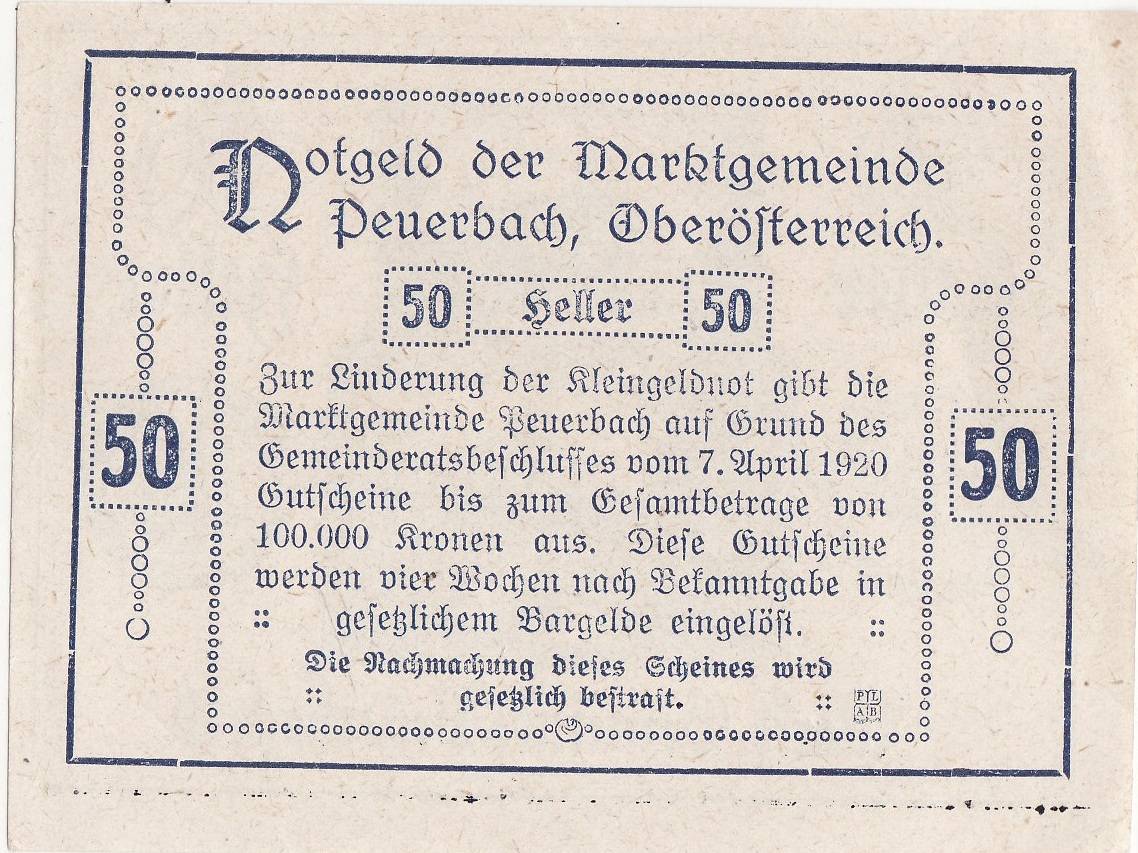 Notgeld der Marktgemeinde
Peuerbach, Oberösterreich.
50 Heller 50
Zur Linderung der Kleingeldnot gibt die
Marktgemeinde Peuerbach auf Grund des
50
50
Gemeinderatsbeschlusses vom 7. April 1920
Gutscheine bis zum Gesamtbetrage von
100.000 Kronen aus. Diese Gutscheine
werden vier Wochen nach Bekanntgabe in
:: gesetzlichem Bargelde eingelöst. ::
Die Nachmachung dieses Scheines wird
:: gesetzlich bestraft. ::
PL
AB